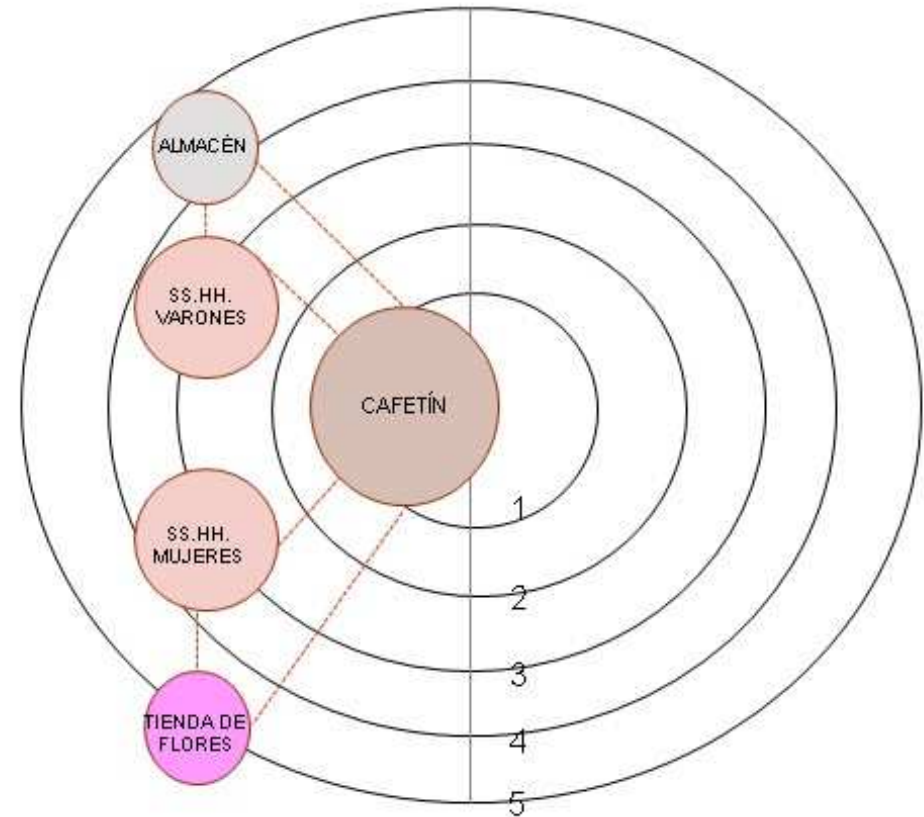 ALMACÉN
SS.HH.
VARONES
CAFETÍN
SS.HH.
MUJERES
TIENDA DE
FLORES
1
2
3
4
5